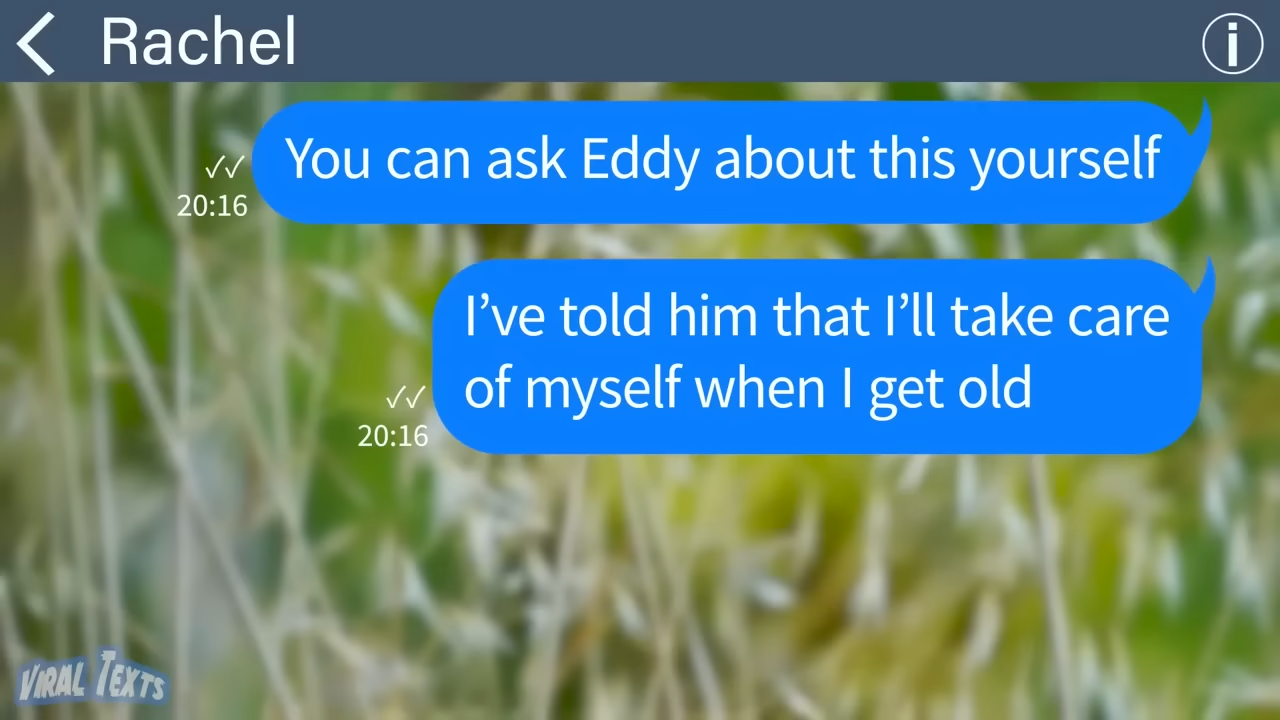 Rachel
You can ask Eddy about this yourself
✓✓
20:16
I’ve told him that I’ll take care
of myself when I get old
✓✓
20:16
VIRAL TEXTS